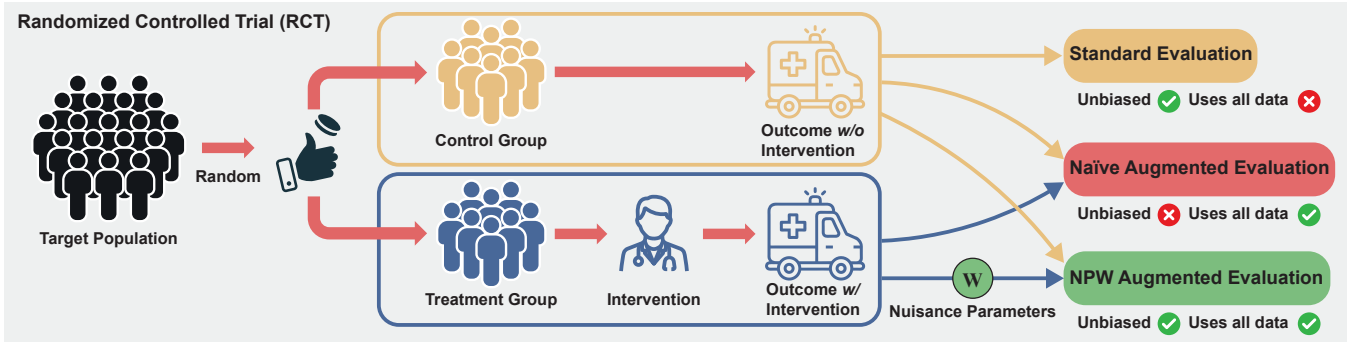 Randomized Controlled Trial (RCT)
Target Population
Random
Control Group
Outcome w/o
Intervention
Treatment Group
Intervention
Outcome w/
Intervention
W
Nuisance Parameters
Standard Evaluation
Unbiased Uses all data
Naïve Augmented Evaluation
Unbiased Uses all data
NPW Augmented Evaluation
Unbiased Uses all data